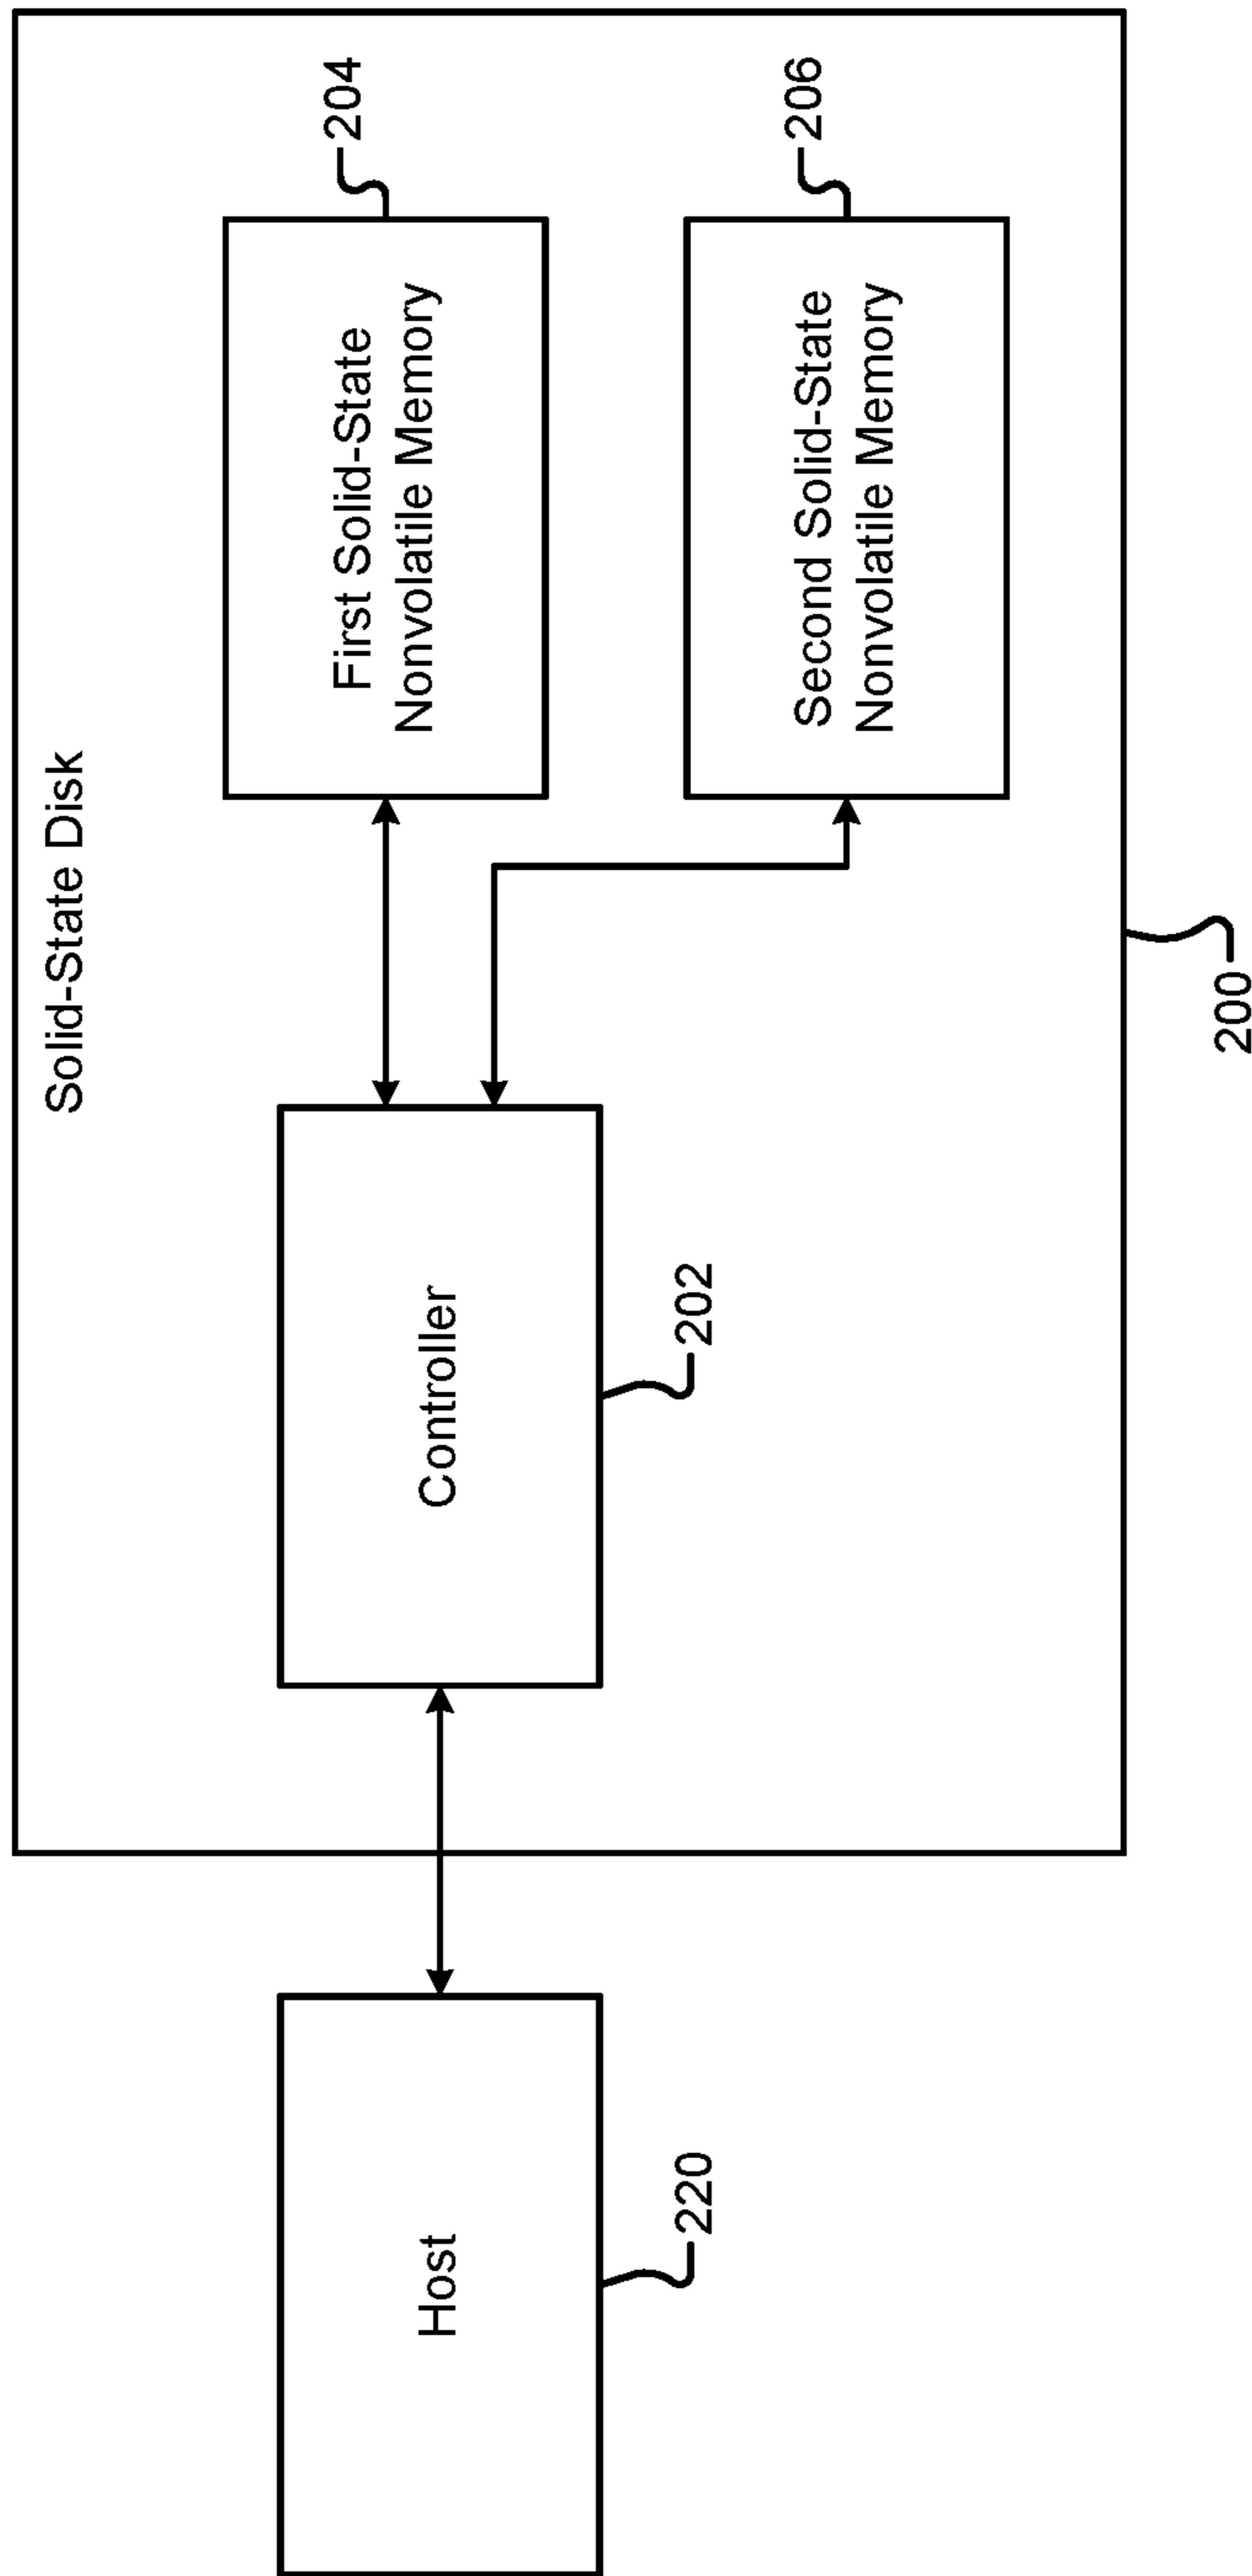 Solid-State Disk
204
First Solid-State
Nonvolatile Memory
Host
220
Controller
202
206
Second Solid-State
Nonvolatile Memory
200